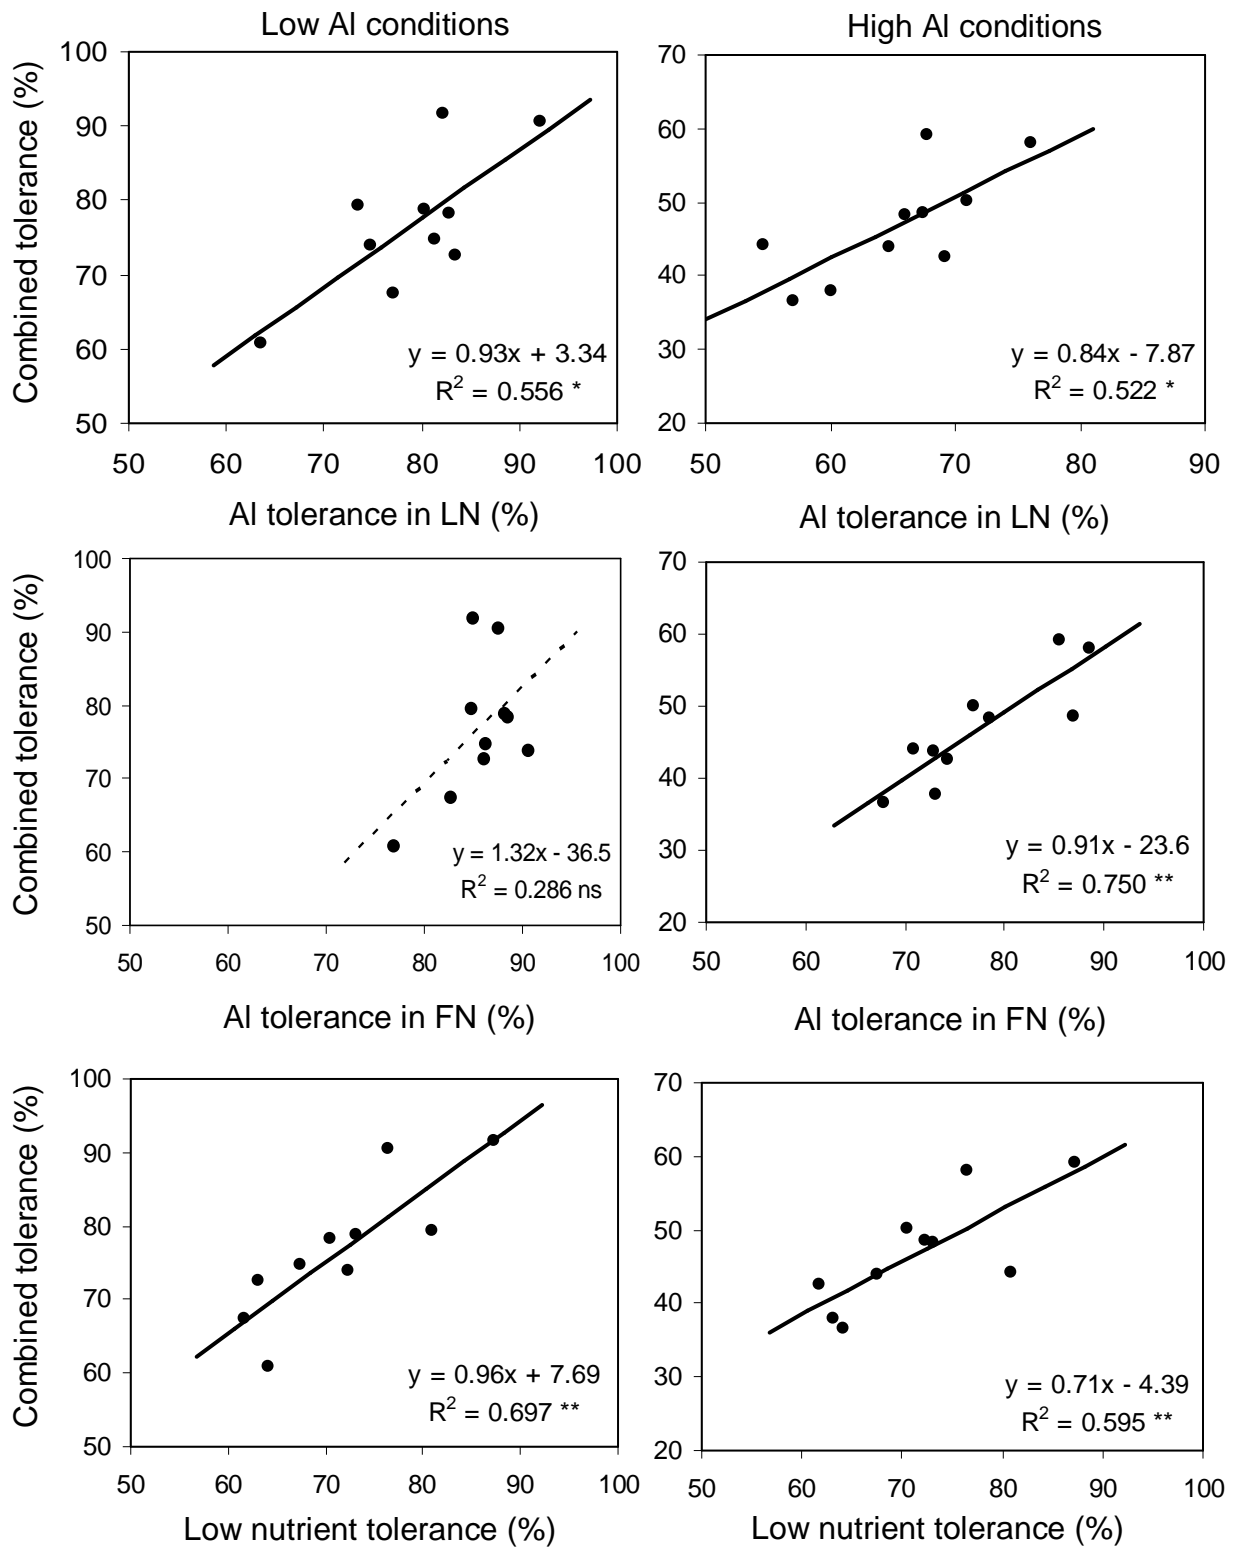 Low Al conditions
Combined tolerance (%)
100
90
80
70
60
50
y = 0.93x + 3.34
R² = 0.556 *
50 60 70 80 90 100
Al tolerance in LN (%)
High Al conditions
70
60
50
40
30
20
y = 0.84x - 7.87
R² = 0.522 *
50 60 70 80 90
Al tolerance in LN (%)
Combined tolerance (%)
100
90
80
70
60
50
y = 1.32x - 36.5
R² = 0.286 ns
50 60 70 80 90 100
Al tolerance in FN (%)
70
60
50
40
30
20
y = 0.91x - 23.6
R² = 0.750 **
50 60 70 80 90 100
Al tolerance in FN (%)
Combined tolerance (%)
100
90
80
70
60
50
y = 0.96x + 7.69
R² = 0.697 **
50 60 70 80 90 100
Low nutrient tolerance (%)
70
60
50
40
30
20
y = 0.71x - 4.39
R² = 0.595 **
50 60 70 80 90 100
Low nutrient tolerance (%)